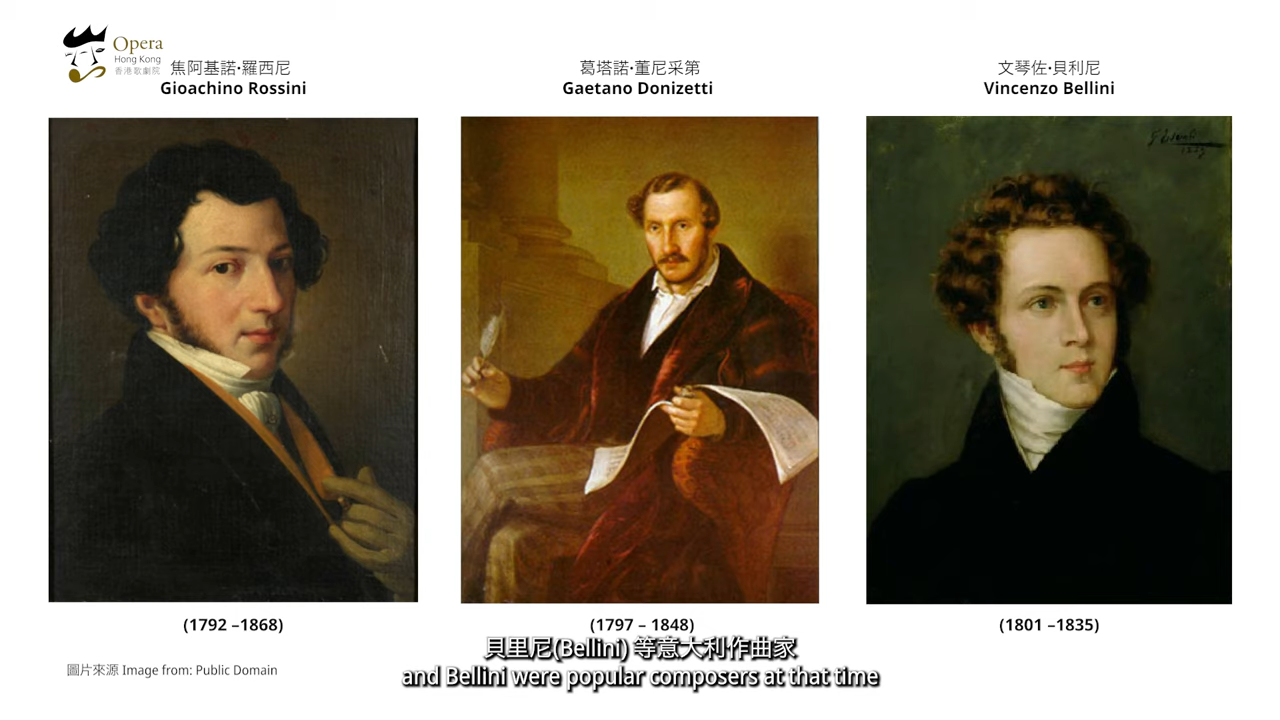 Opera
Hong Kong
香港歌劇院
焦阿基諾·羅西尼
Gioachino Rossini
葛塔諾·董尼采第
Gaetano Donizetti
文琴佐·貝利尼
Vincenzo Bellini
(1792 –1868)
(1797 – 1848)
(1801 –1835)
貝里尼(Bellini) 等意大利作曲家
and Bellini were popular composers at that time
圖片來源 Image from: Public Domain